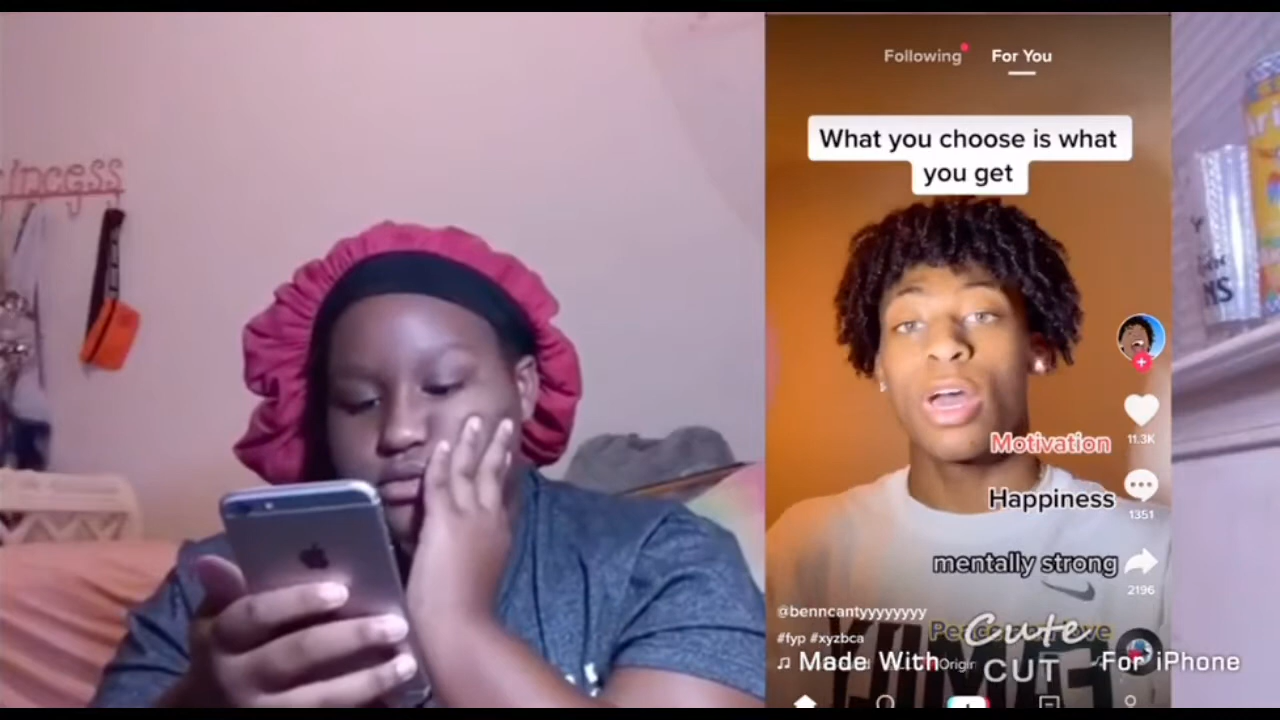 incess
Following
For You
What you choose is what
you get
Motivation
11.3K
Happiness
1351
mentally strong
2196
@benncantyyyyyyyy
#fyp #xyzbca
Cute
CUT
Made With
For iPhone